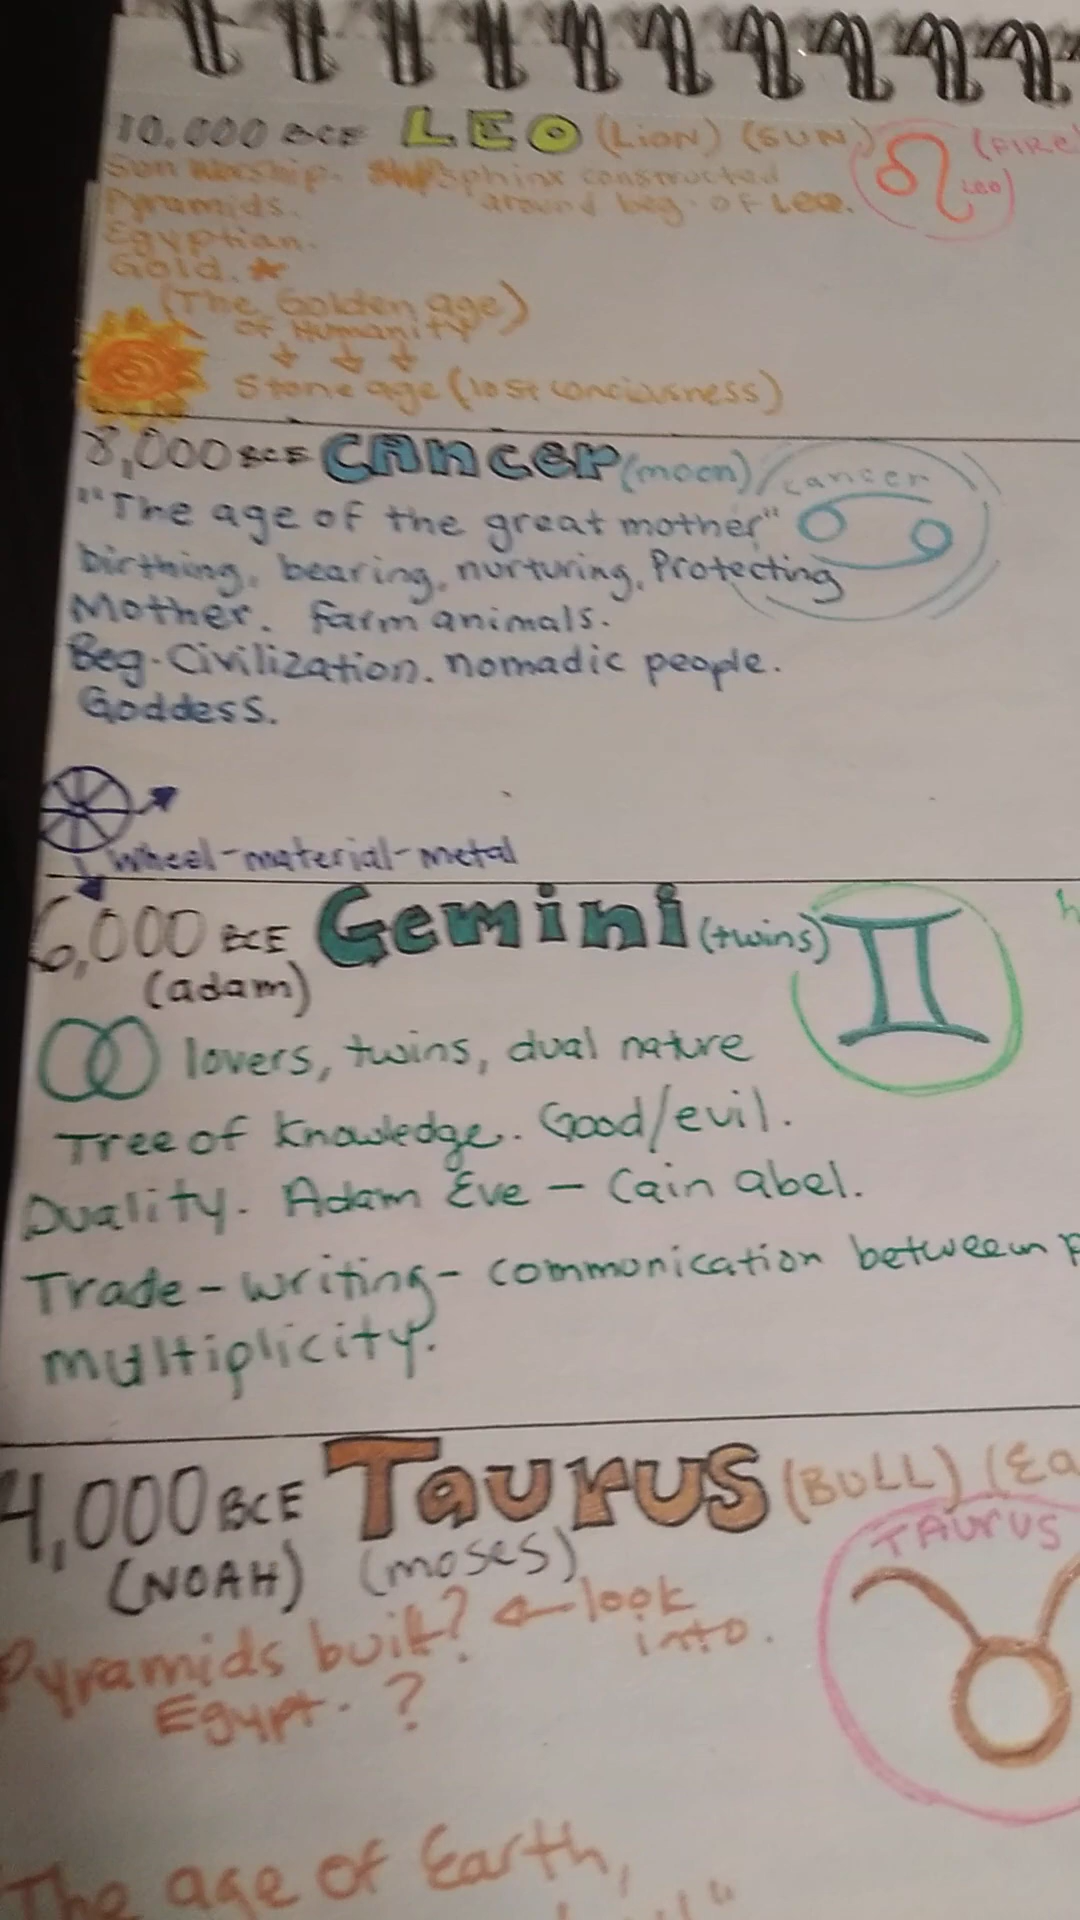 10,000 BCE LEO (Lion) (SUN) (FIRE
LEO
Sun Worship. Sphinx constructed
around beg. of Leo.
Pyramids.
Egyptian.
Gold.
(The Golden age)
of Humanity
Stone age (lost conciousness)
8,000 BCE CAncer (moon) cancer
"The age of the great mother"
birthing, bearing, nurturing, Protecting
Mother. farm animals.
Beg. Civilization. nomadic people.
Goddess.
Wheel-material-metal
6,000 BCE Gemini (twins)
(adam)
lovers, twins, dual nature
Tree of Knowledge. Good/evil.
Duality. Adam Eve - Cain abel.
Trade - writing - communication between
multiplicity.
4,000 BCE Taurus (BULL) (Ea
TAURUS
(NOAH) (moses)
Pyramids built? look
into.
Egypt. ?
The age of Earth,